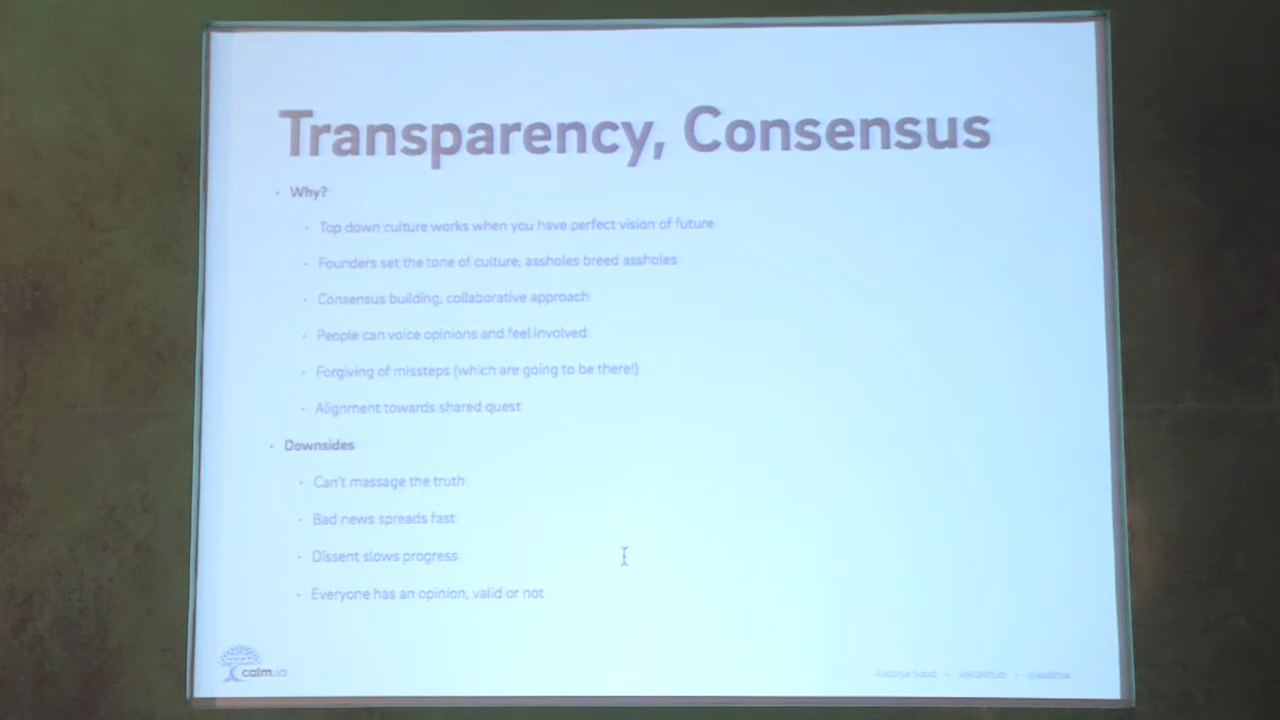 Transparency, Consensus
· Why?
· Top down culture works when you have perfect vision of future
· Founders set the tone of culture, assholes breed assholes
· Consensus building, collaborative approach
· People can voice opinions and feel involved
· Forgiving of missteps (which are going to be there!)
· Alignment towards shared quest
· Downsides
· Can't massage the truth
· Bad news spreads fast
· Dissent slows progress
· Everyone has an opinion, valid or not
calm.io
Aaditya Sood